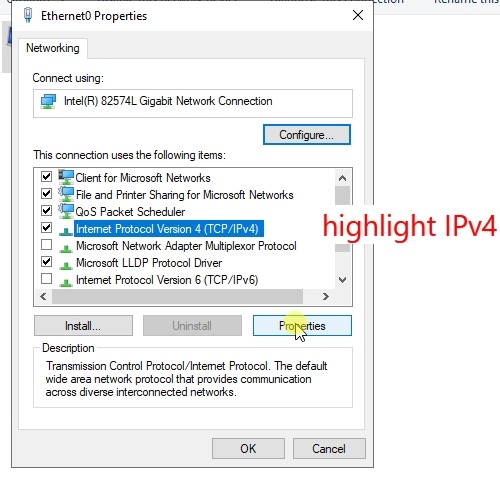 Ethernet0 Properties
Networking
Connect using:
Intel(R) 82574L Gigabit Network Connection
Configure...
This connection uses the following items:
Client for Microsoft Networks
File and Printer Sharing for Microsoft Networks
QoS Packet Scheduler
Internet Protocol Version 4 (TCP/IPv4)
Microsoft Network Adapter Multiplexor Protocol
Microsoft LLDP Protocol Driver
Internet Protocol Version 6 (TCP/IPv6)
highlight IPv4
Install...
Uninstall
Properties
Description
Transmission Control Protocol/Internet Protocol. The default
wide area network protocol that provides communication
across diverse interconnected networks.
OK
Cancel